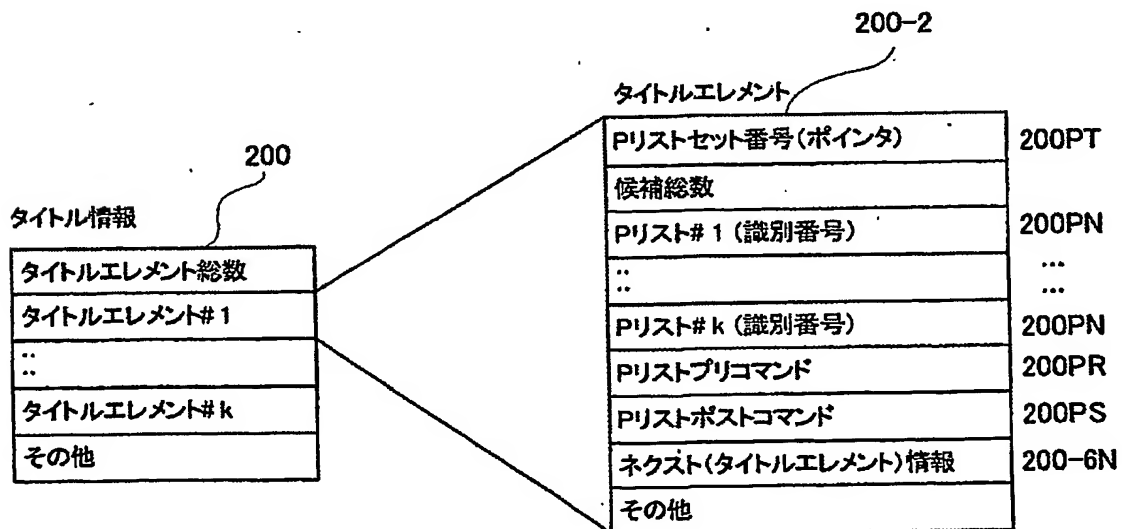 200-2
タイトルエレメント
Pリストセット番号(ポインタ) 200PT
候補総数
Pリスト#1(識別番号) 200PN
:: …
…
Pリスト#k(識別番号) 200PN
Pリストプリコマンド 200PR
Pリストポストコマンド 200PS
ネクスト(タイトルエレメント)情報 200-6N
その他
200
タイトル情報
タイトルエレメント総数
タイトルエレメント#1
::
タイトルエレメント#k
その他